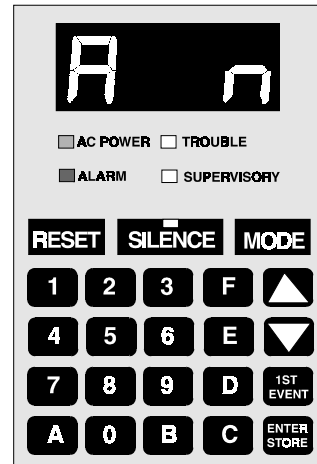 A n
AC POWER TROUBLE
ALARM SUPERVISORY
RESET SILENCE MODE
1 2 3 F
4 5 6 E
7 8 9 D 1ST EVENT
A 0 B C ENTER STORE